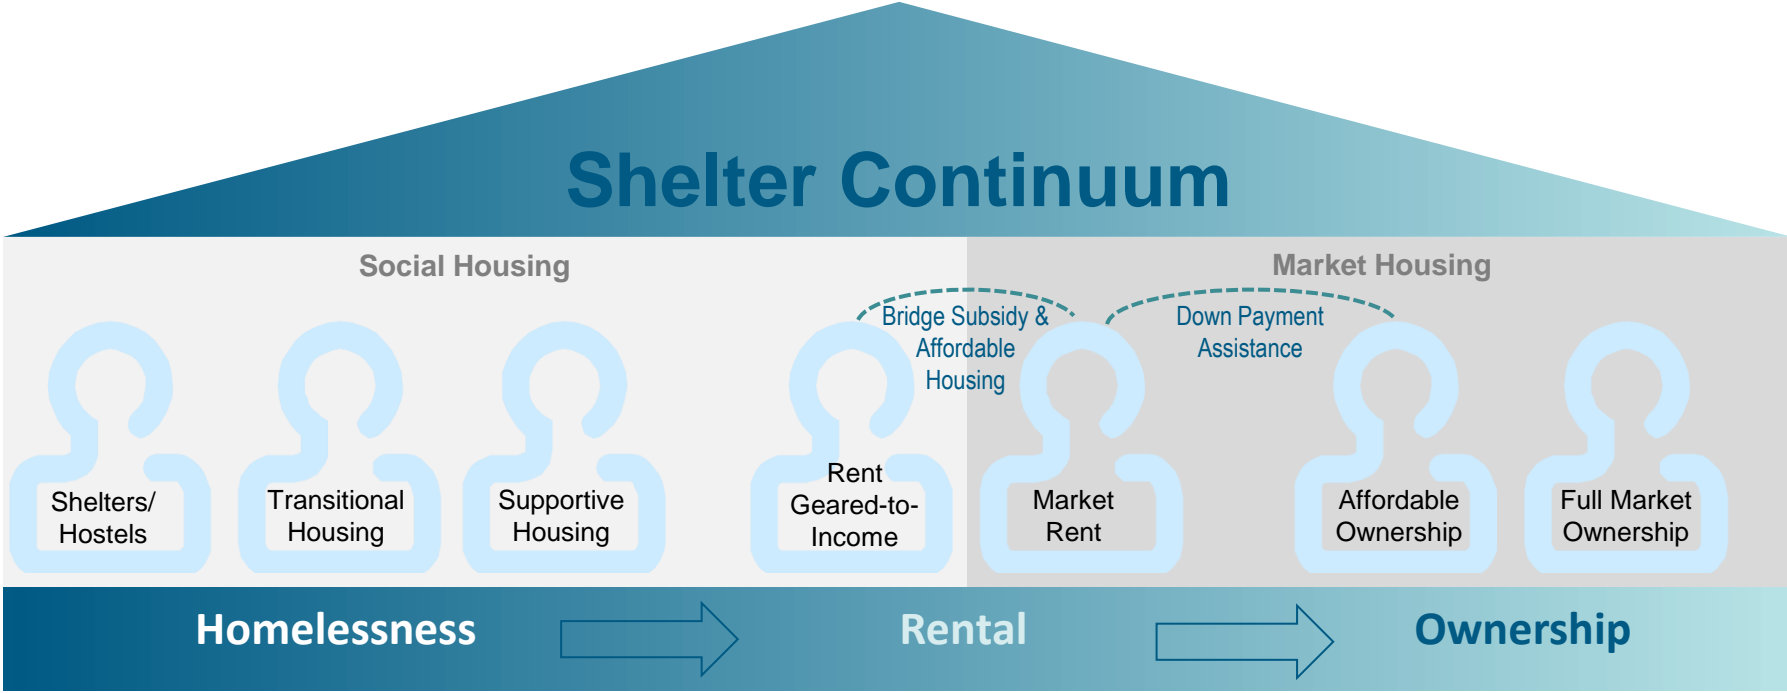 Shelter Continuum
Social Housing
Market Housing
Bridge Subsidy &
Affordable
Housing
Down Payment
Assistance
Shelters/
Hostels
Transitional
Housing
Supportive
Housing
Rent
Geared-to-
Income
Market
Rent
Affordable
Ownership
Full Market
Ownership
Homelessness
Rental
Ownership